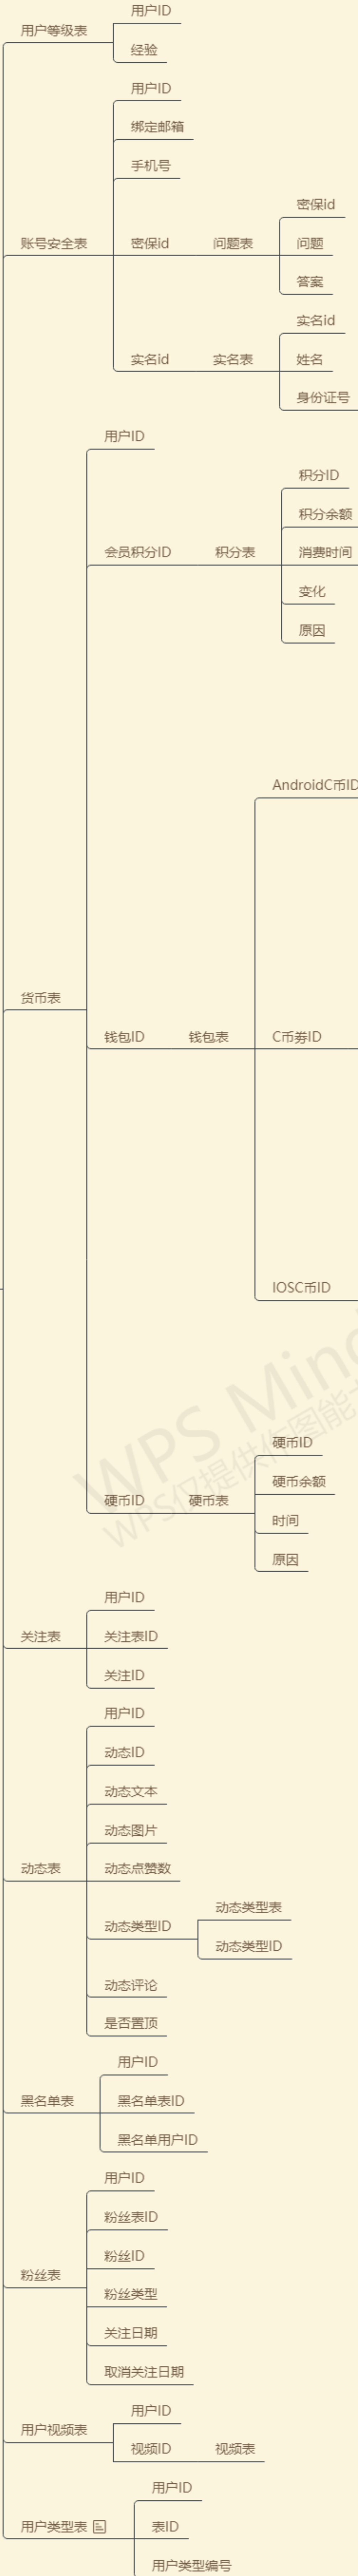 用户ID
用户等级表
经验
用户ID
绑定邮箱
手机号
密保id
账号安全表
密保id
问题表
问题
答案
实名id
实名id
实名表
姓名
身份证号
用户ID
积分ID
积分余额
会员积分ID
积分表
消费时间
变化
原因
AndroidC币ID
货币表
钱包ID
钱包表
C币券ID
IOSC币ID
硬币ID
硬币余额
硬币ID
硬币表
时间
原因
用户ID
关注表
关注表ID
关注ID
用户ID
动态ID
动态文本
动态图片
动态表
动态点赞数
动态类型表
动态类型ID
动态类型ID
动态评论
是否置顶
用户ID
黑名单表
黑名单表ID
黑名单用户ID
用户ID
粉丝表ID
粉丝ID
粉丝表
粉丝类型
关注日期
取消关注日期
用户ID
用户视频表
视频ID
视频表
用户ID
用户类型表
表ID
用户类型编号